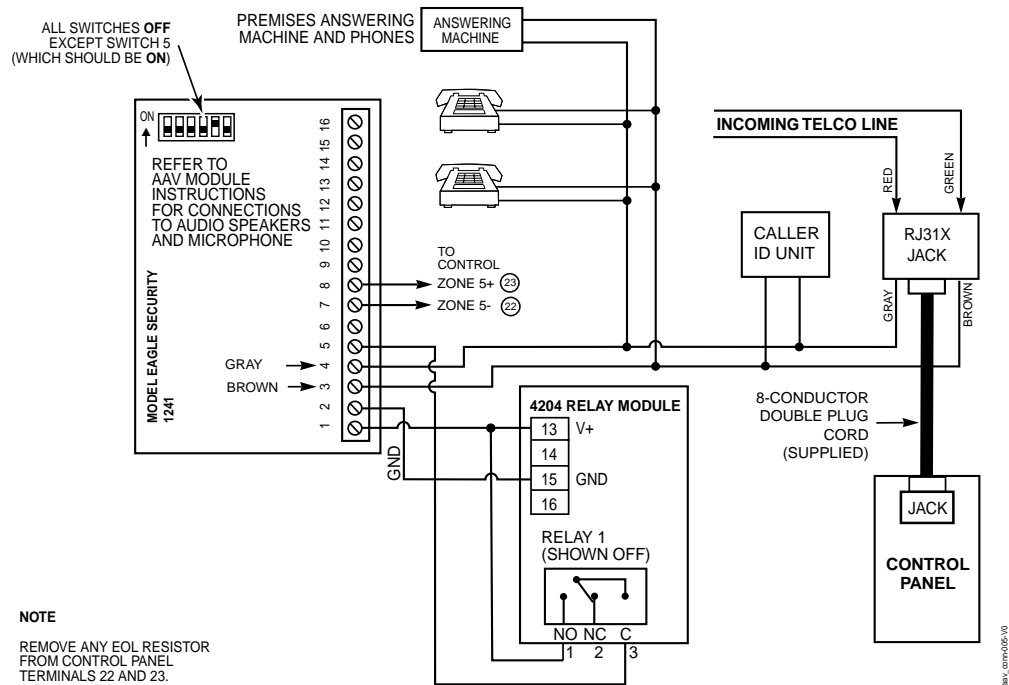 ALL SWITCHES OFF
EXCEPT SWITCH 5
(WHICH SHOULD BE ON)
PREMISES ANSWERING
MACHINE AND PHONES
ANSWERING
MACHINE
ON
REFER TO
AAV MODULE
INSTRUCTIONS
FOR CONNECTIONS
TO AUDIO SPEAKERS
AND MICROPHONE
MODEL EAGLE SECURITY
1241
16
15
14
13
12
11
10
9
8
7
6
5
4
3
2
1
GRAY
BROWN
GND
TO
CONTROL
ZONE 5+ 23
ZONE 5- 22
INCOMING TELCO LINE
RED
GREEN
CALLER
ID UNIT
RJ31X
JACK
GRAY
BROWN
8-CONDUCTOR
DOUBLE PLUG
CORD
(SUPPLIED)
JACK
CONTROL
PANEL
4204 RELAY MODULE
13 V+
14
15 GND
16
RELAY 1
(SHOWN OFF)
NO NC C
1 2 3
NOTE
REMOVE ANY EOL RESISTOR
FROM CONTROL PANEL
TERMINALS 22 AND 23.
aav_conn-005-V0